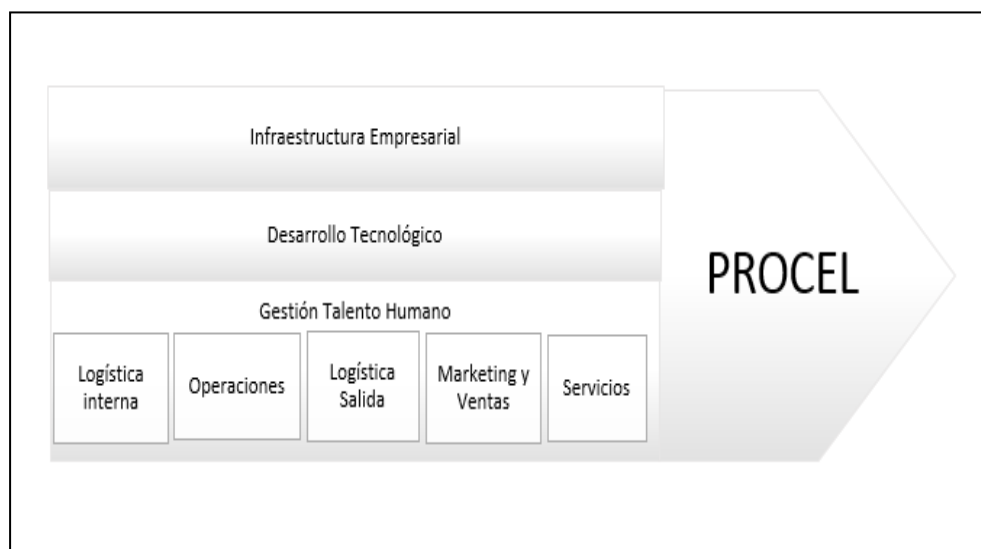 Infraestructura Empresarial
Desarrollo Tecnológico
PROCEL
Gestión Talento Humano
Logística
interna
Operaciones
Logística
Salida
Marketing y
Ventas
Servicios